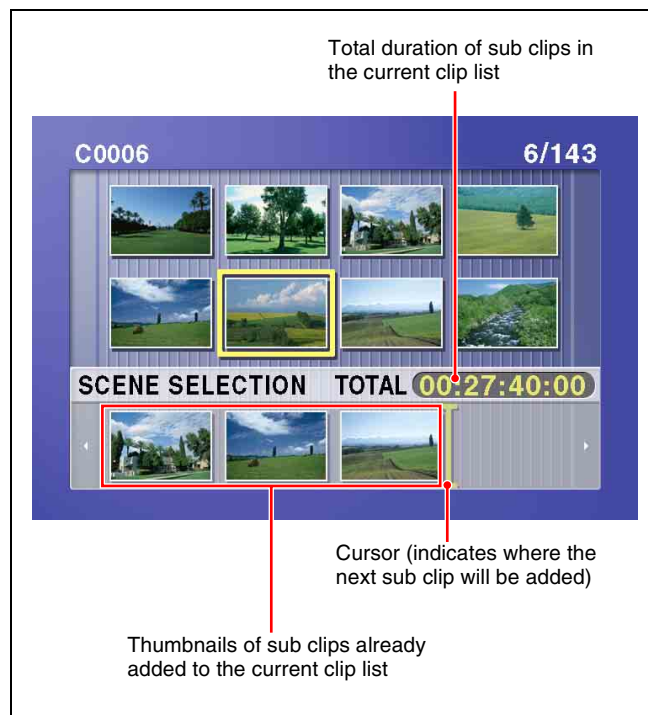 Total duration of sub clips in
the current clip list
C0006
6/143
SCENE SELECTION TOTAL 00:27:40:00
Cursor (indicates where the
next sub clip will be added)
Thumbnails of sub clips already
added to the current clip list